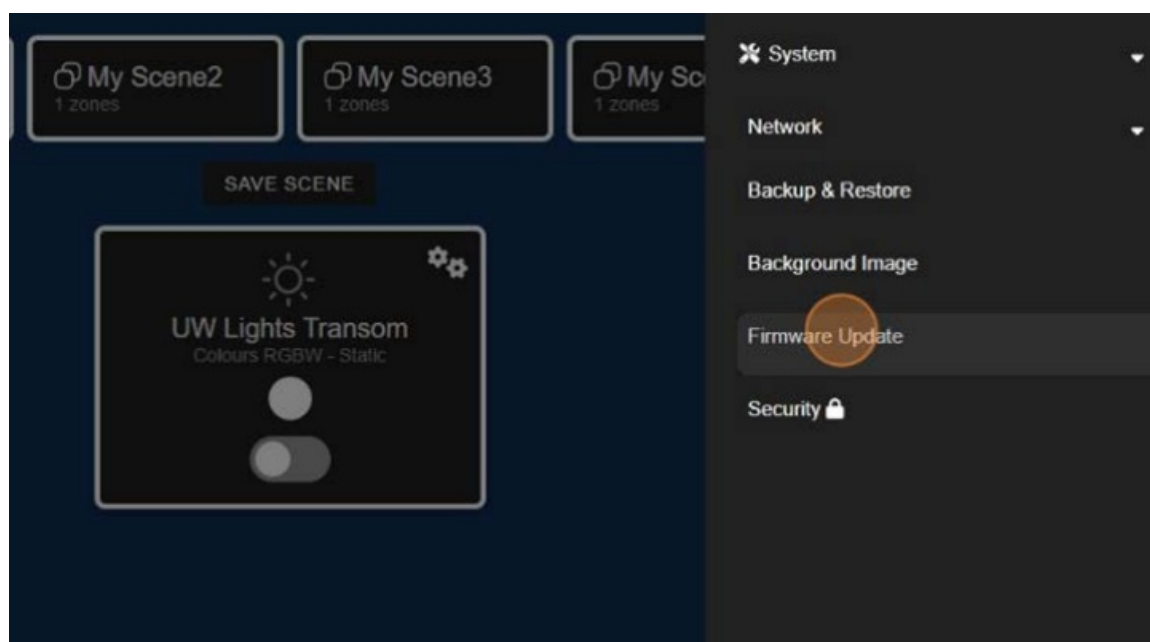 My Scene2
1 zones
My Scene3
1 zones
My Sc
1 zones
SAVE SCENE
UW Lights Transom
Colours RGBW - Static
System
Network
Backup & Restore
Background Image
Firmware Update
Security